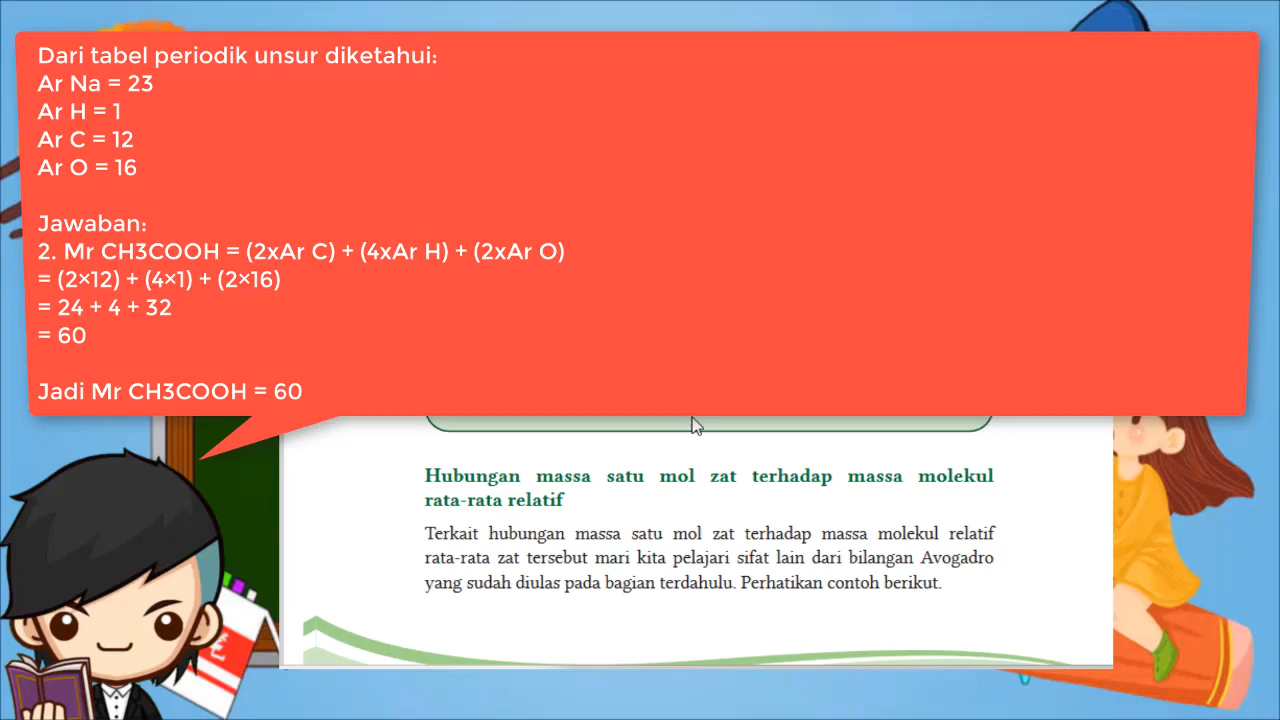 Dari tabel periodik unsur diketahui:
Ar Na = 23
Ar H = 1
Ar C = 12
Ar O = 16
Jawaban:
2. Mr CH3COOH = (2xAr C) + (4xAr H) + (2xAr O)
= (2×12) + (4×1) + (2×16)
= 24 + 4 + 32
= 60
Jadi Mr CH3COOH = 60
Hubungan massa satu mol zat terhadap massa molekul
rata-rata relatif
Terkait hubungan massa satu mol zat terhadap massa molekul relatif
rata-rata zat tersebut mari kita pelajari sifat lain dari bilangan Avogadro
yang sudah diulas pada bagian terdahulu. Perhatikan contoh berikut.